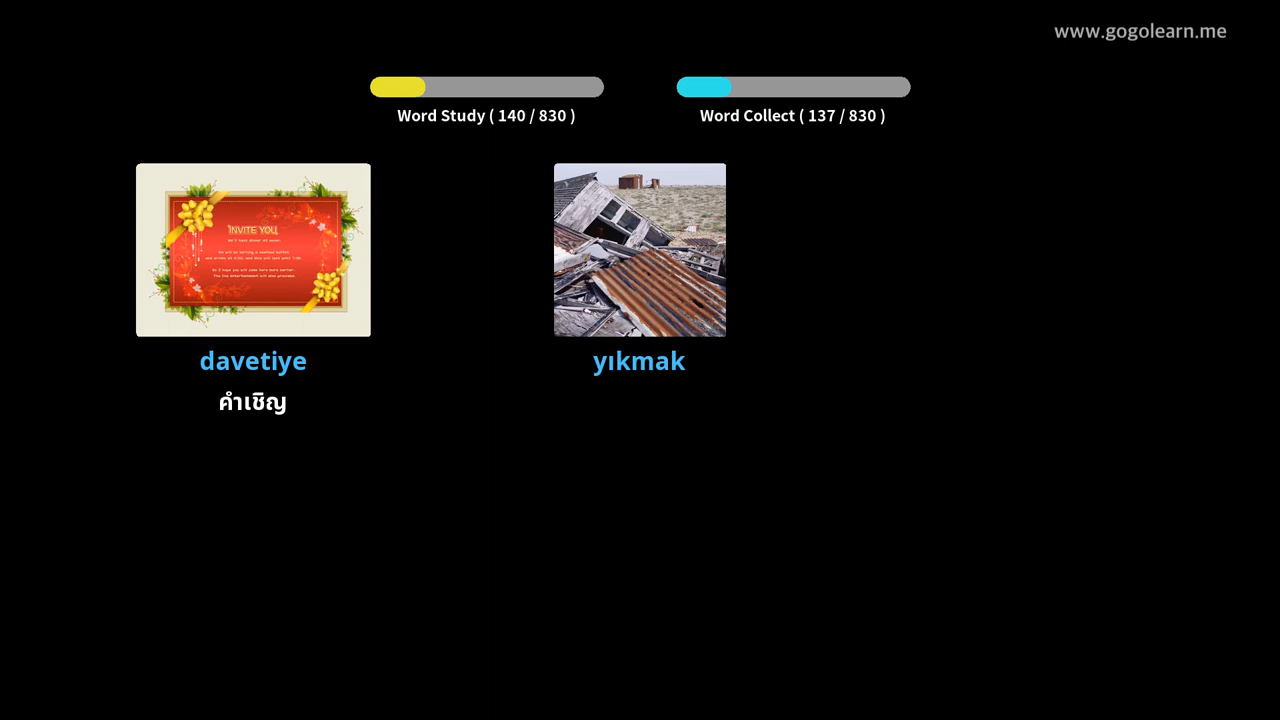 www.gogolearn.me
Word Study ( 140 / 830 )
Word Collect ( 137 / 830 )
INVITE YOU
davetiye
yıkmak
คำเชิญ